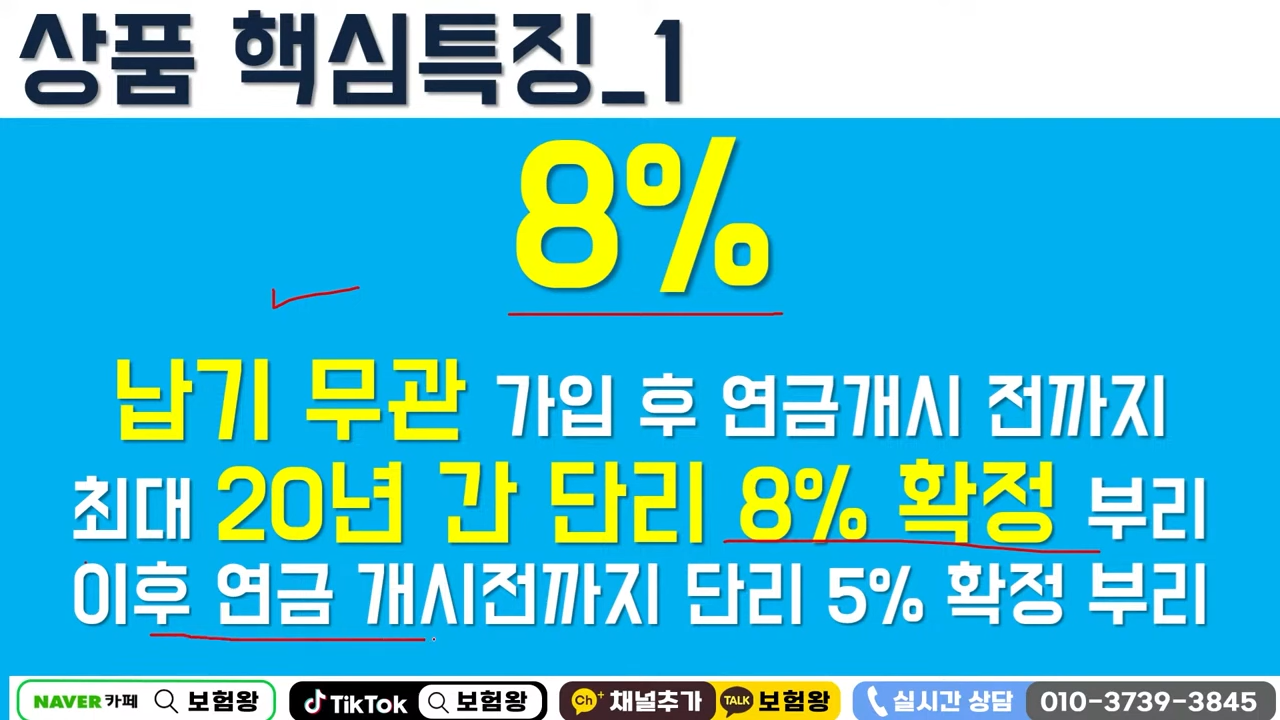 상품 핵심특징_1
8%
납기 무관 가입 후 연금개시 전까지
최대 20년 간 단리 8% 확정 부리
이후 연금 개시전까지 단리 5% 확정 부리
NAVER 카페 보험왕 TikTok 보험왕 Ch+ 채널추가 TALK 보험왕 실시간 상담 010-3739-3845